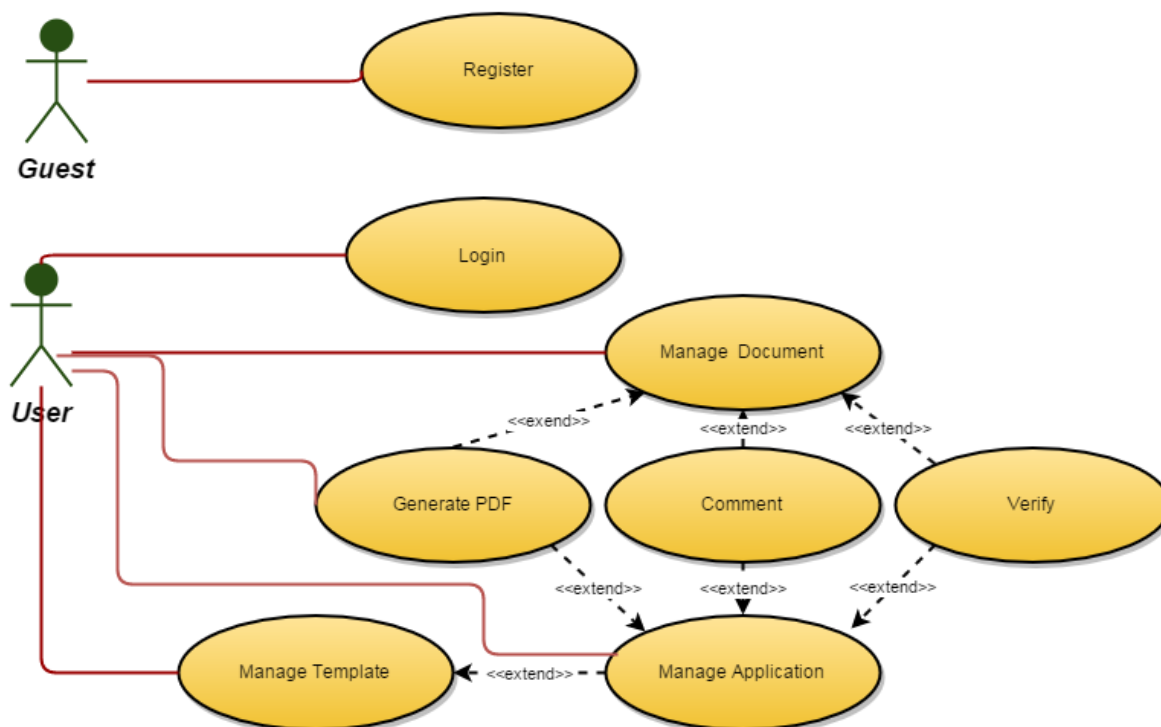 Register
Guest
Login
Manage  Document
User
<<exend>>
<<extend>>
<<extend>>
Generate PDF
Comment
Verify
<<extend>>
<<extend>>
<<extend>>
Manage Template
<<extend>>
Manage Application